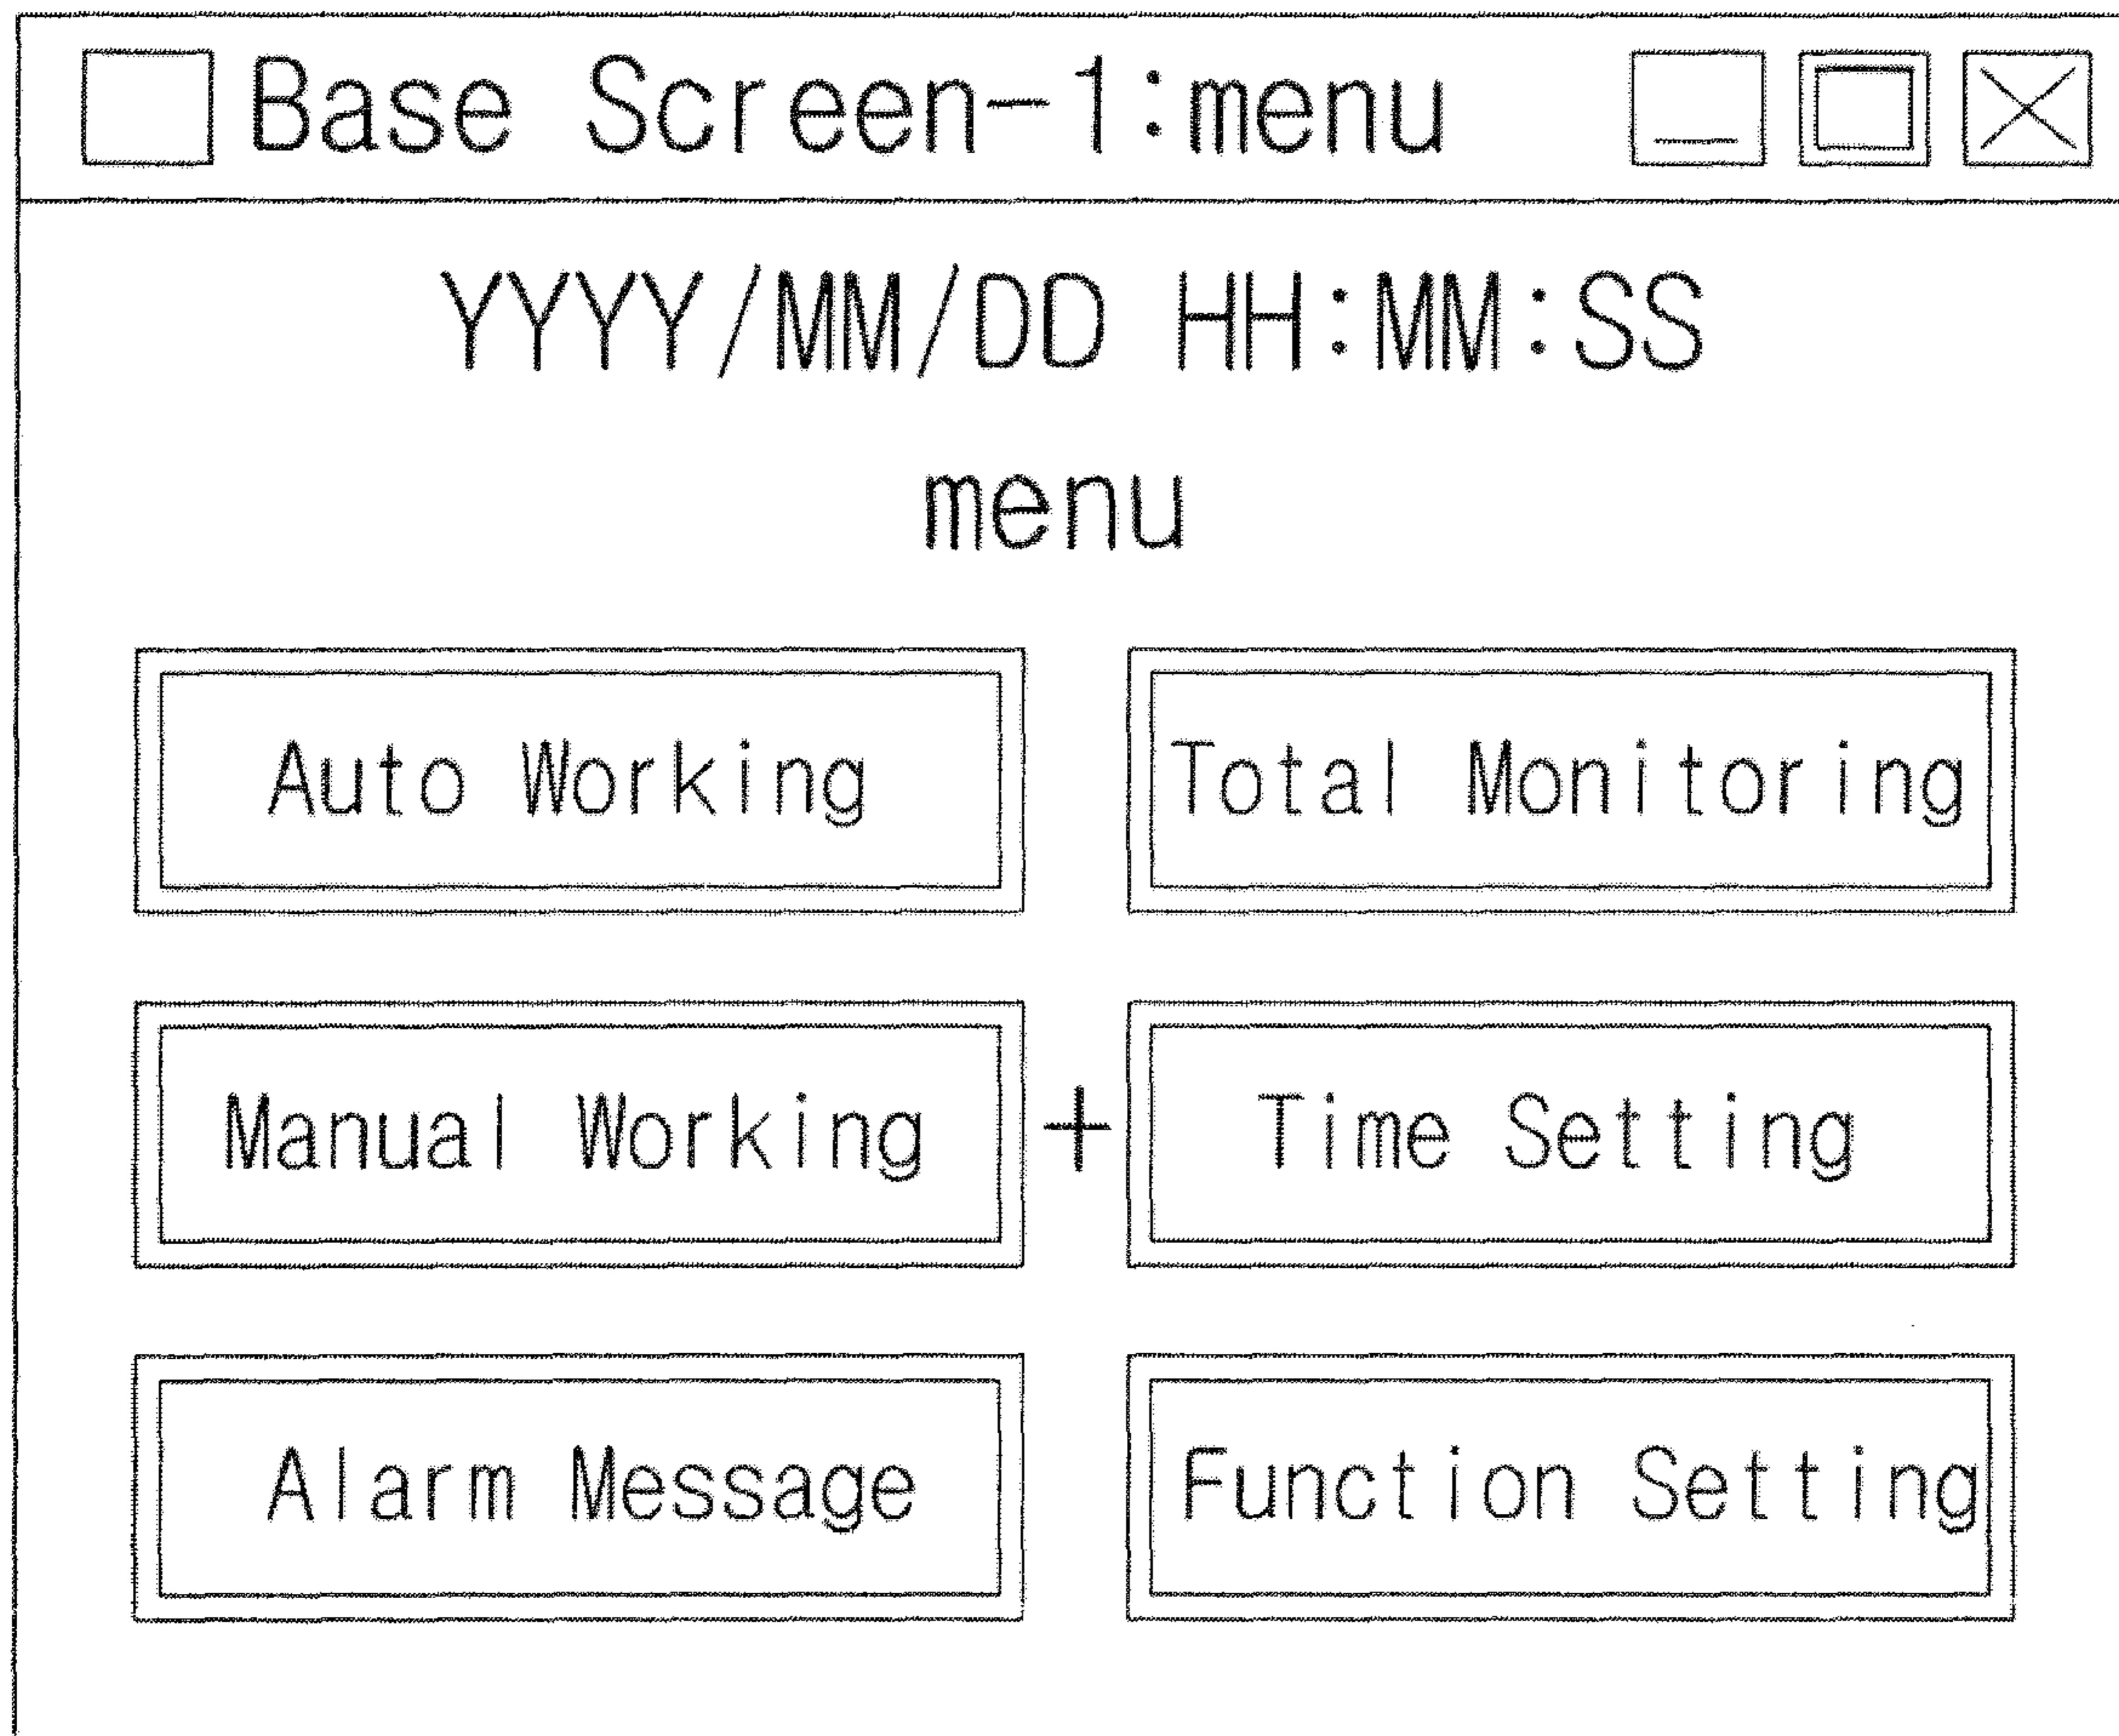 Base Screen-1:menu
YYYY/MM/DD HH:MM:SS
menu
Auto Working
Total Monitoring
Manual Working + Time Setting
Alarm Message
Function Setting